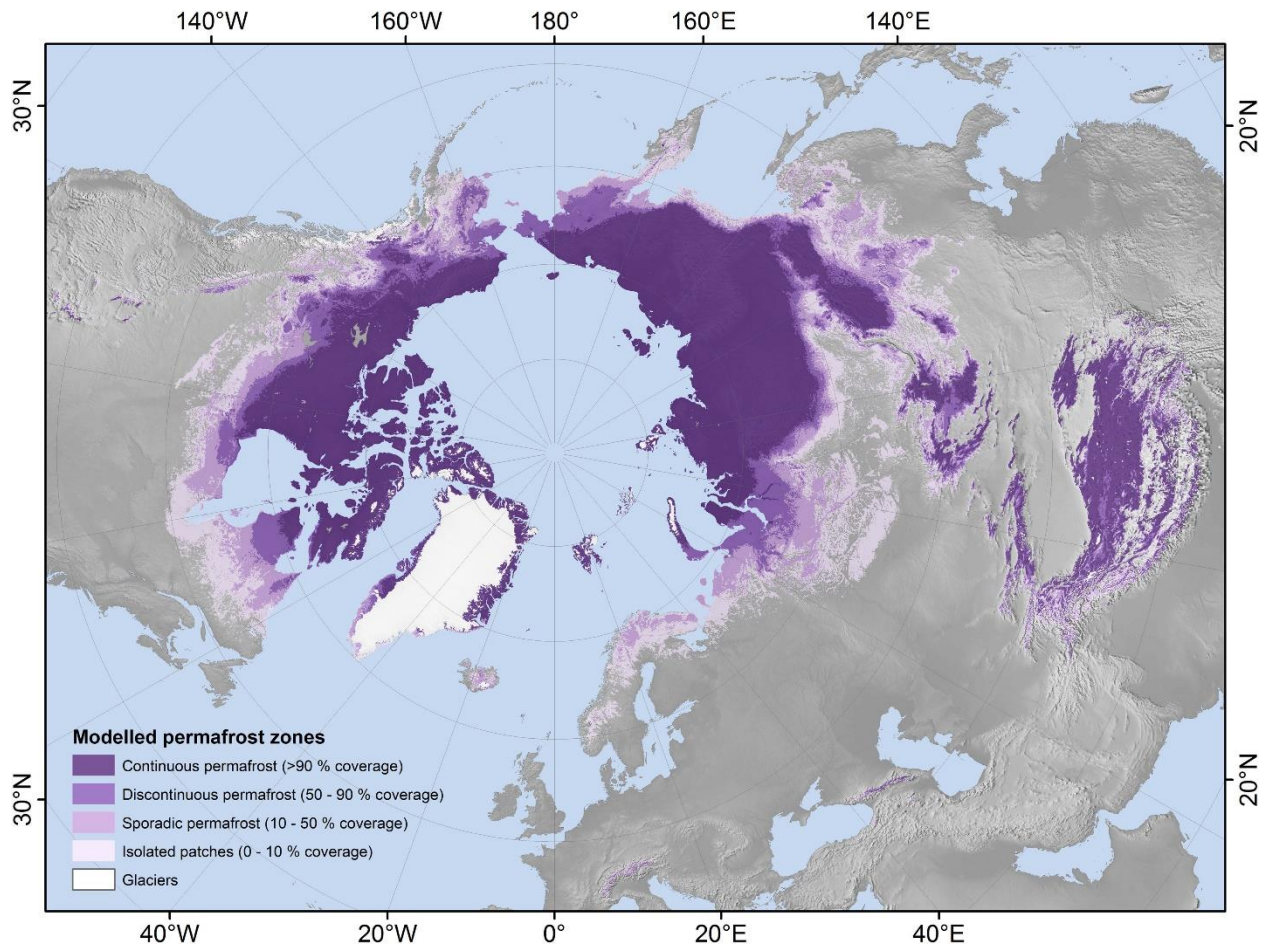 140°W 160°W 180° 160°E 140°E
30°N
20°N
Modelled permafrost zones
Continuous permafrost (>90 % coverage)
Discontinuous permafrost (50 - 90 % coverage)
Sporadic permafrost (10 - 50 % coverage)
Isolated patches (0 - 10 % coverage)
Glaciers
30°N
20°N
40°W 20°W 0° 20°E 40°E